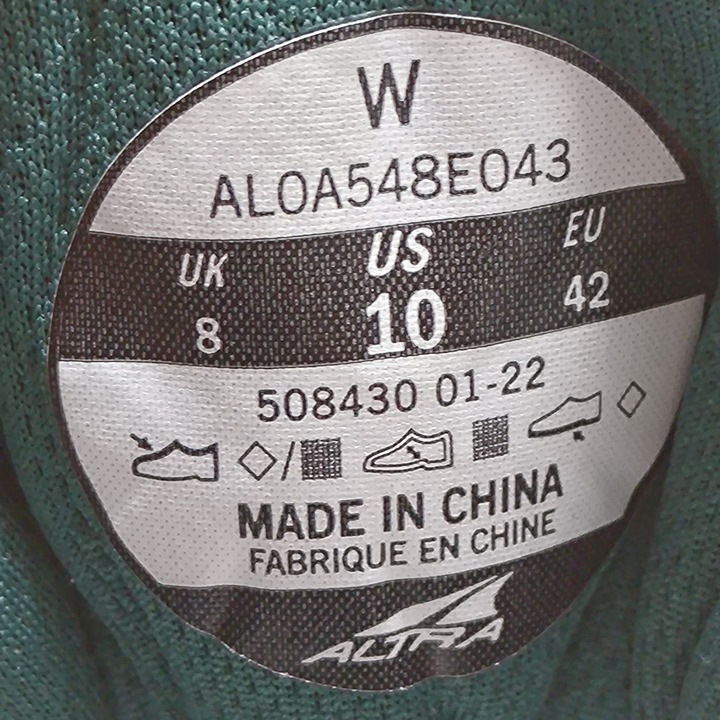 W
AL0A548E043
UK US EU
8 10 42
508430 01-22
MADE IN CHINA
FABRIQUE EN CHINE
ALTRA